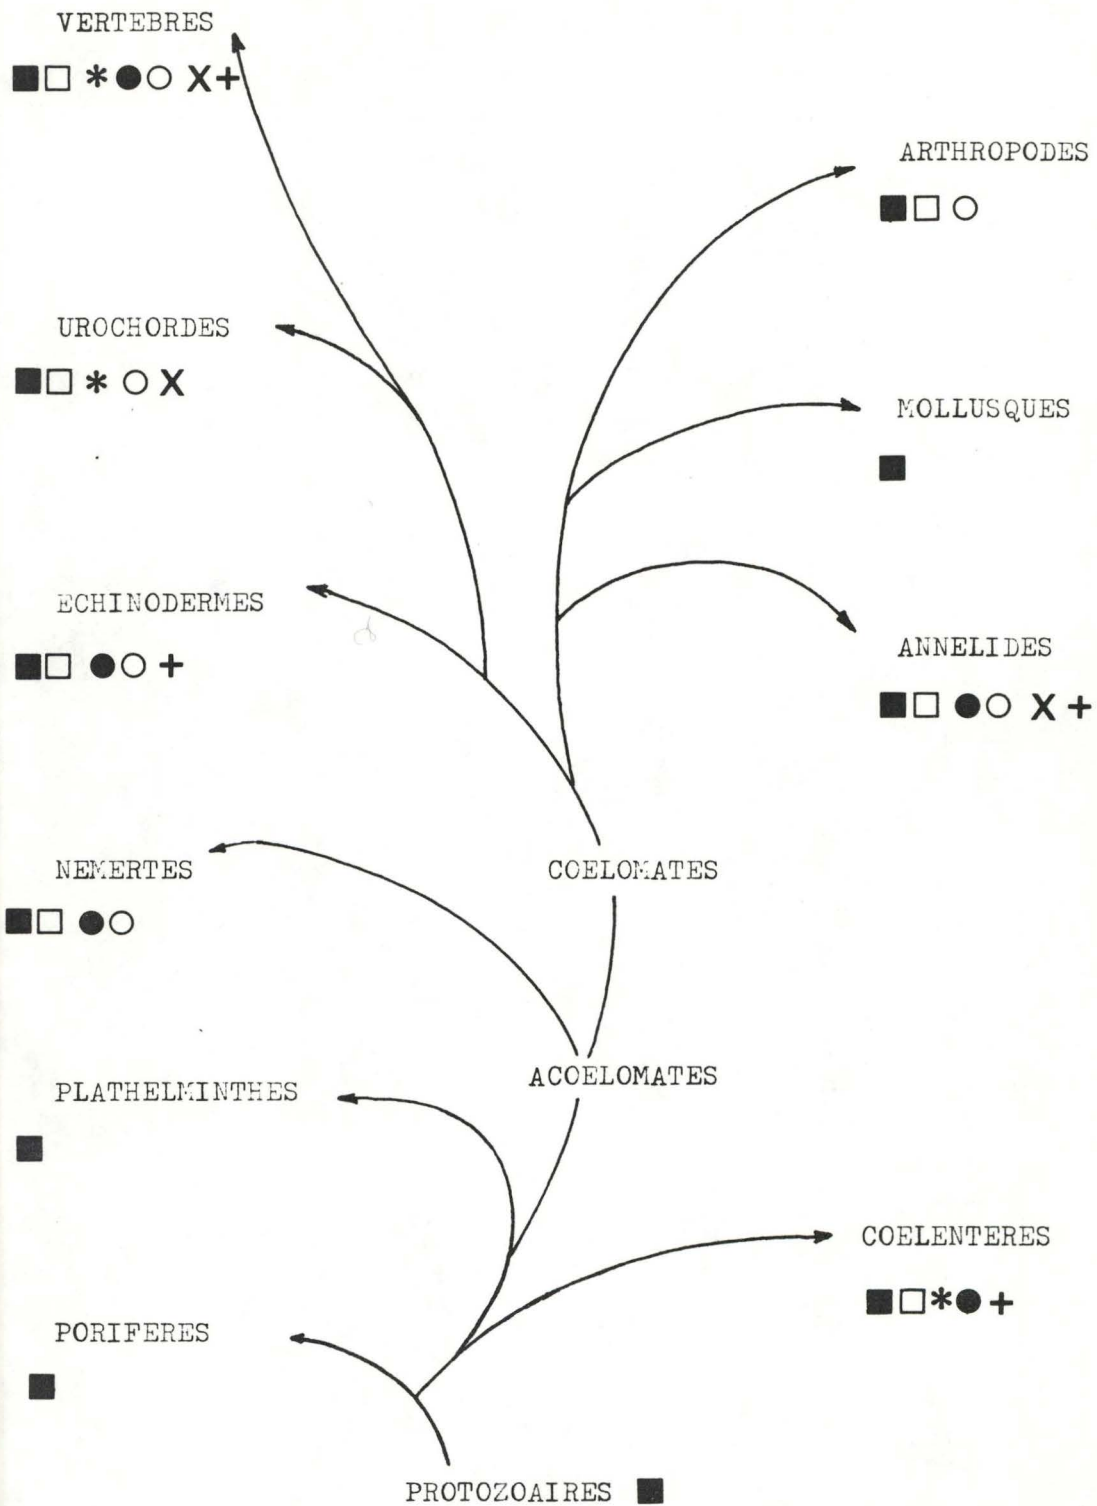 VERTEBRES
■ □ * ● ○ X +
ARTHROPODES
■ □ ○
UROCHORDES
■ □ * ○ X
MOLLUSQUES
■
ECHINODERMES
■ □ ● ○ +
ANNELIDES
■ □ ● ○ X +
NEMERTES
■ □ ● ○
COELOMATES
ACOELOMATES
PLATHELMINTHES
■
COELENTERES
■ □ * ● +
PORIFERES
■
PROTOZOAIRES ■